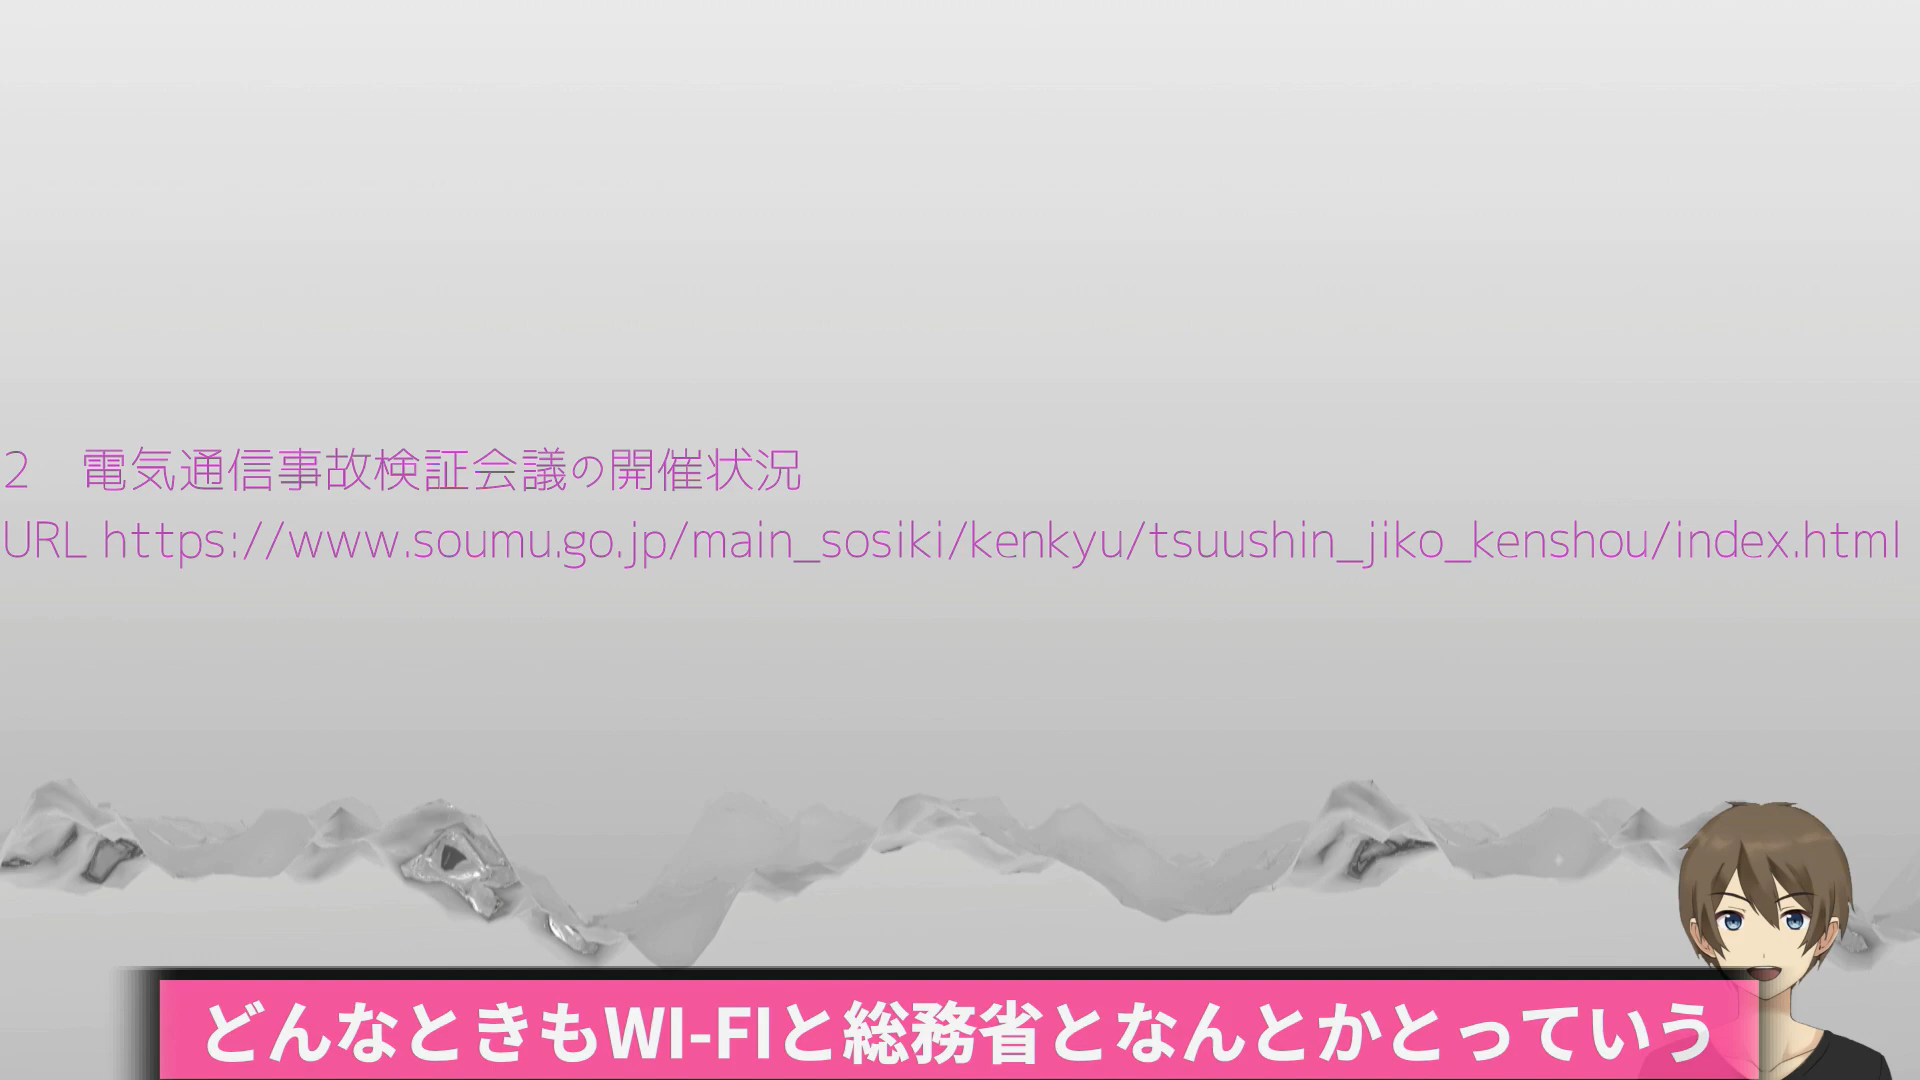 2　電気通信事故検証会議の開催状況
URL https://www.soumu.go.jp/main_sosiki/kenkyu/tsuushin_jiko_kenshou/index.html
どんなときもWI-FIと総務省となんとかとっていう